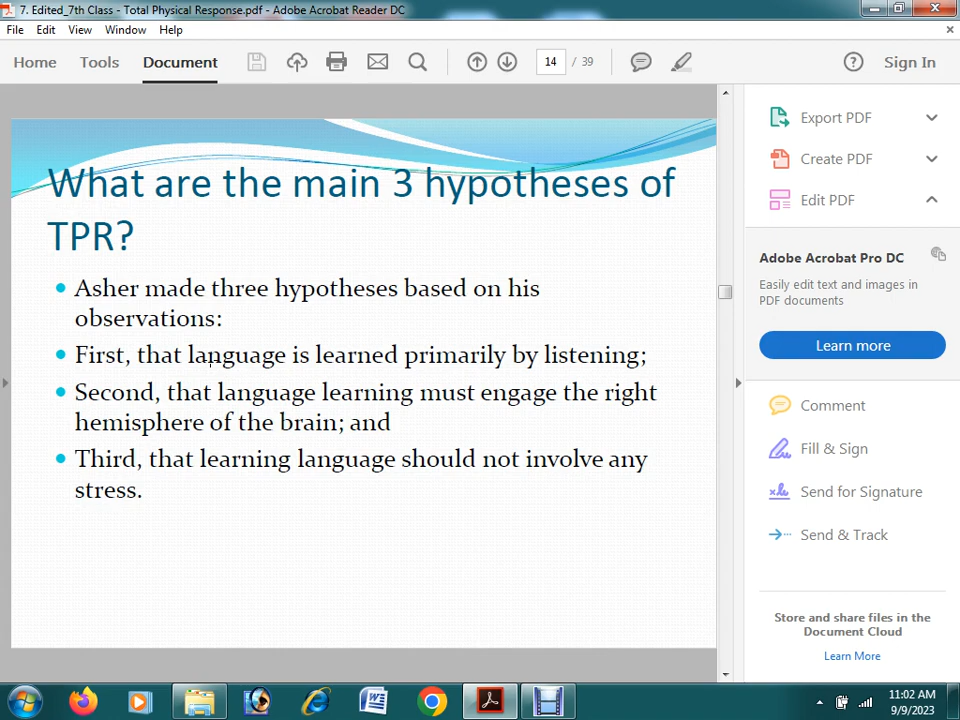 7. Edited_7th Class - Total Physical Response.pdf - Adobe Acrobat Reader DC
File Edit View Window Help
Home Tools Document 14 / 39 Sign In
What are the main 3 hypotheses of
TPR?
• Asher made three hypotheses based on his
observations:
• First, that language is learned primarily by listening;
• Second, that language learning must engage the right
hemisphere of the brain; and
• Third, that learning language should not involve any
stress.
Export PDF
Create PDF
Edit PDF
Adobe Acrobat Pro DC
Easily edit text and images in
PDF documents
Learn more
Comment
Fill & Sign
Send for Signature
Send & Track
Store and share files in the
Document Cloud
Learn More
11:02 AM
9/9/2023